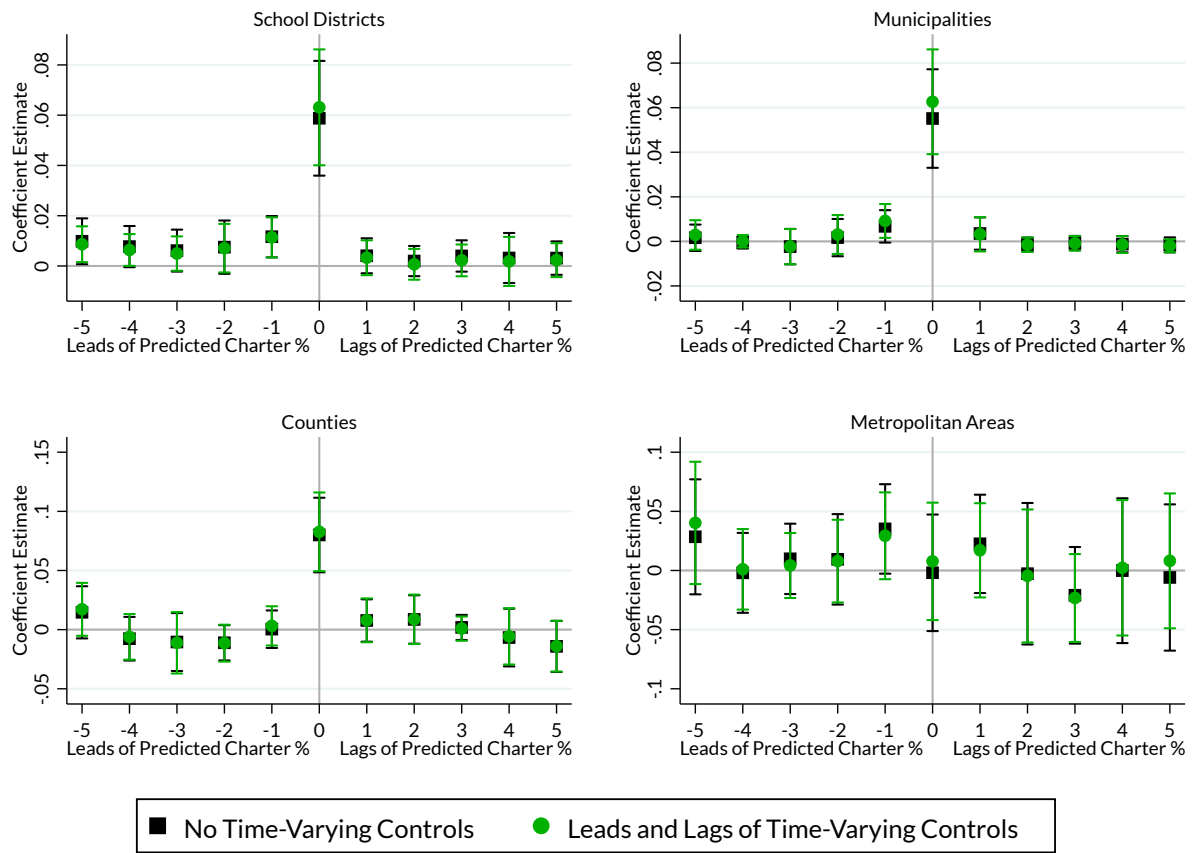 School Districts
Coefficient Estimate
.08
.06
.04
.02
0
-5 -4 -3 -2 -1 0 1 2 3 4 5
Leads of Predicted Charter % Lags of Predicted Charter %
Municipalities
Coefficient Estimate
.08
.06
.04
.02
0
-.02
-5 -4 -3 -2 -1 0 1 2 3 4 5
Leads of Predicted Charter % Lags of Predicted Charter %
Counties
Coefficient Estimate
.15
.1
.05
0
-.05
-5 -4 -3 -2 -1 0 1 2 3 4 5
Leads of Predicted Charter % Lags of Predicted Charter %
Metropolitan Areas
Coefficient Estimate
.1
.05
0
-.05
-.1
-5 -4 -3 -2 -1 0 1 2 3 4 5
Leads of Predicted Charter % Lags of Predicted Charter %
No Time-Varying Controls Leads and Lags of Time-Varying Controls